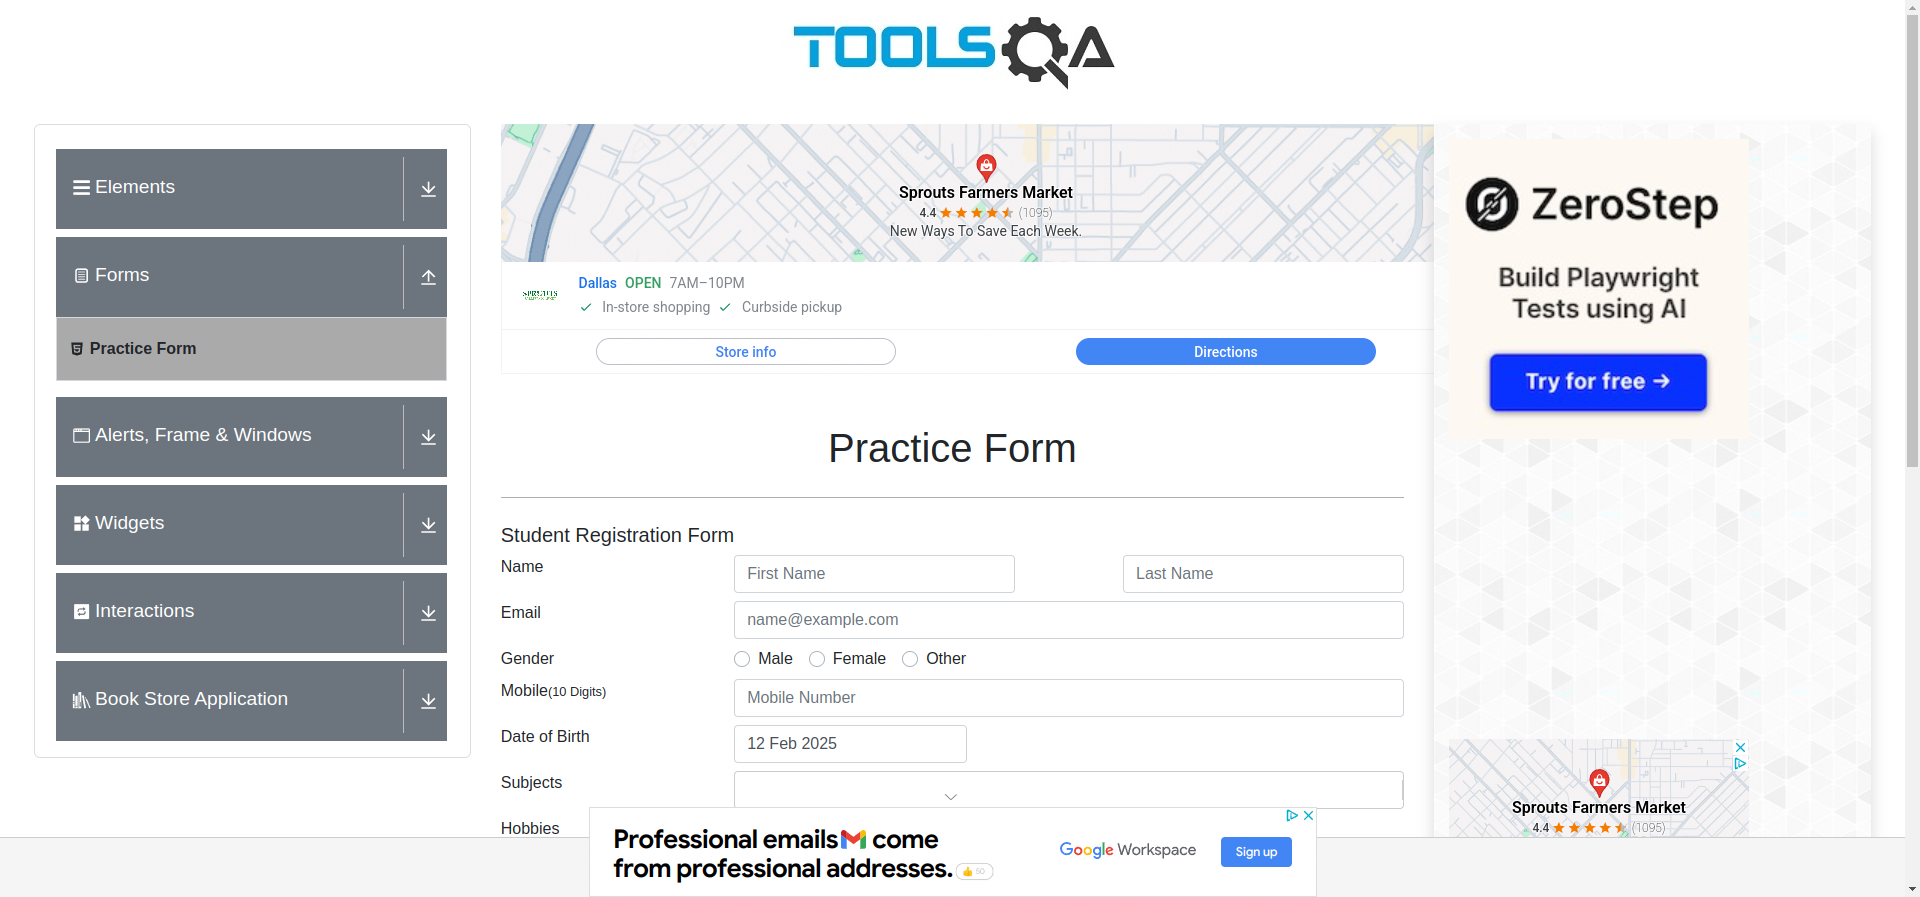 TOOLSQA
Elements
Forms
Practice Form
Alerts, Frame & Windows
Widgets
Interactions
Book Store Application
Sprouts Farmers Market
4.4 (1095)
New Ways To Save Each Week.
Dallas OPEN 7AM–10PM
In-store shopping Curbside pickup
Store info Directions
Practice Form
Student Registration Form
Name First Name Last Name
Email name@example.com
Gender Male Female Other
Mobile(10 Digits) Mobile Number
Date of Birth 12 Feb 2025
Subjects
Hobbies
ZeroStep
Build Playwright
Tests using AI
Try for free →
Sprouts Farmers Market
4.4 (1095)
Professional emails come
from professional addresses.
50
Google Workspace
Sign up